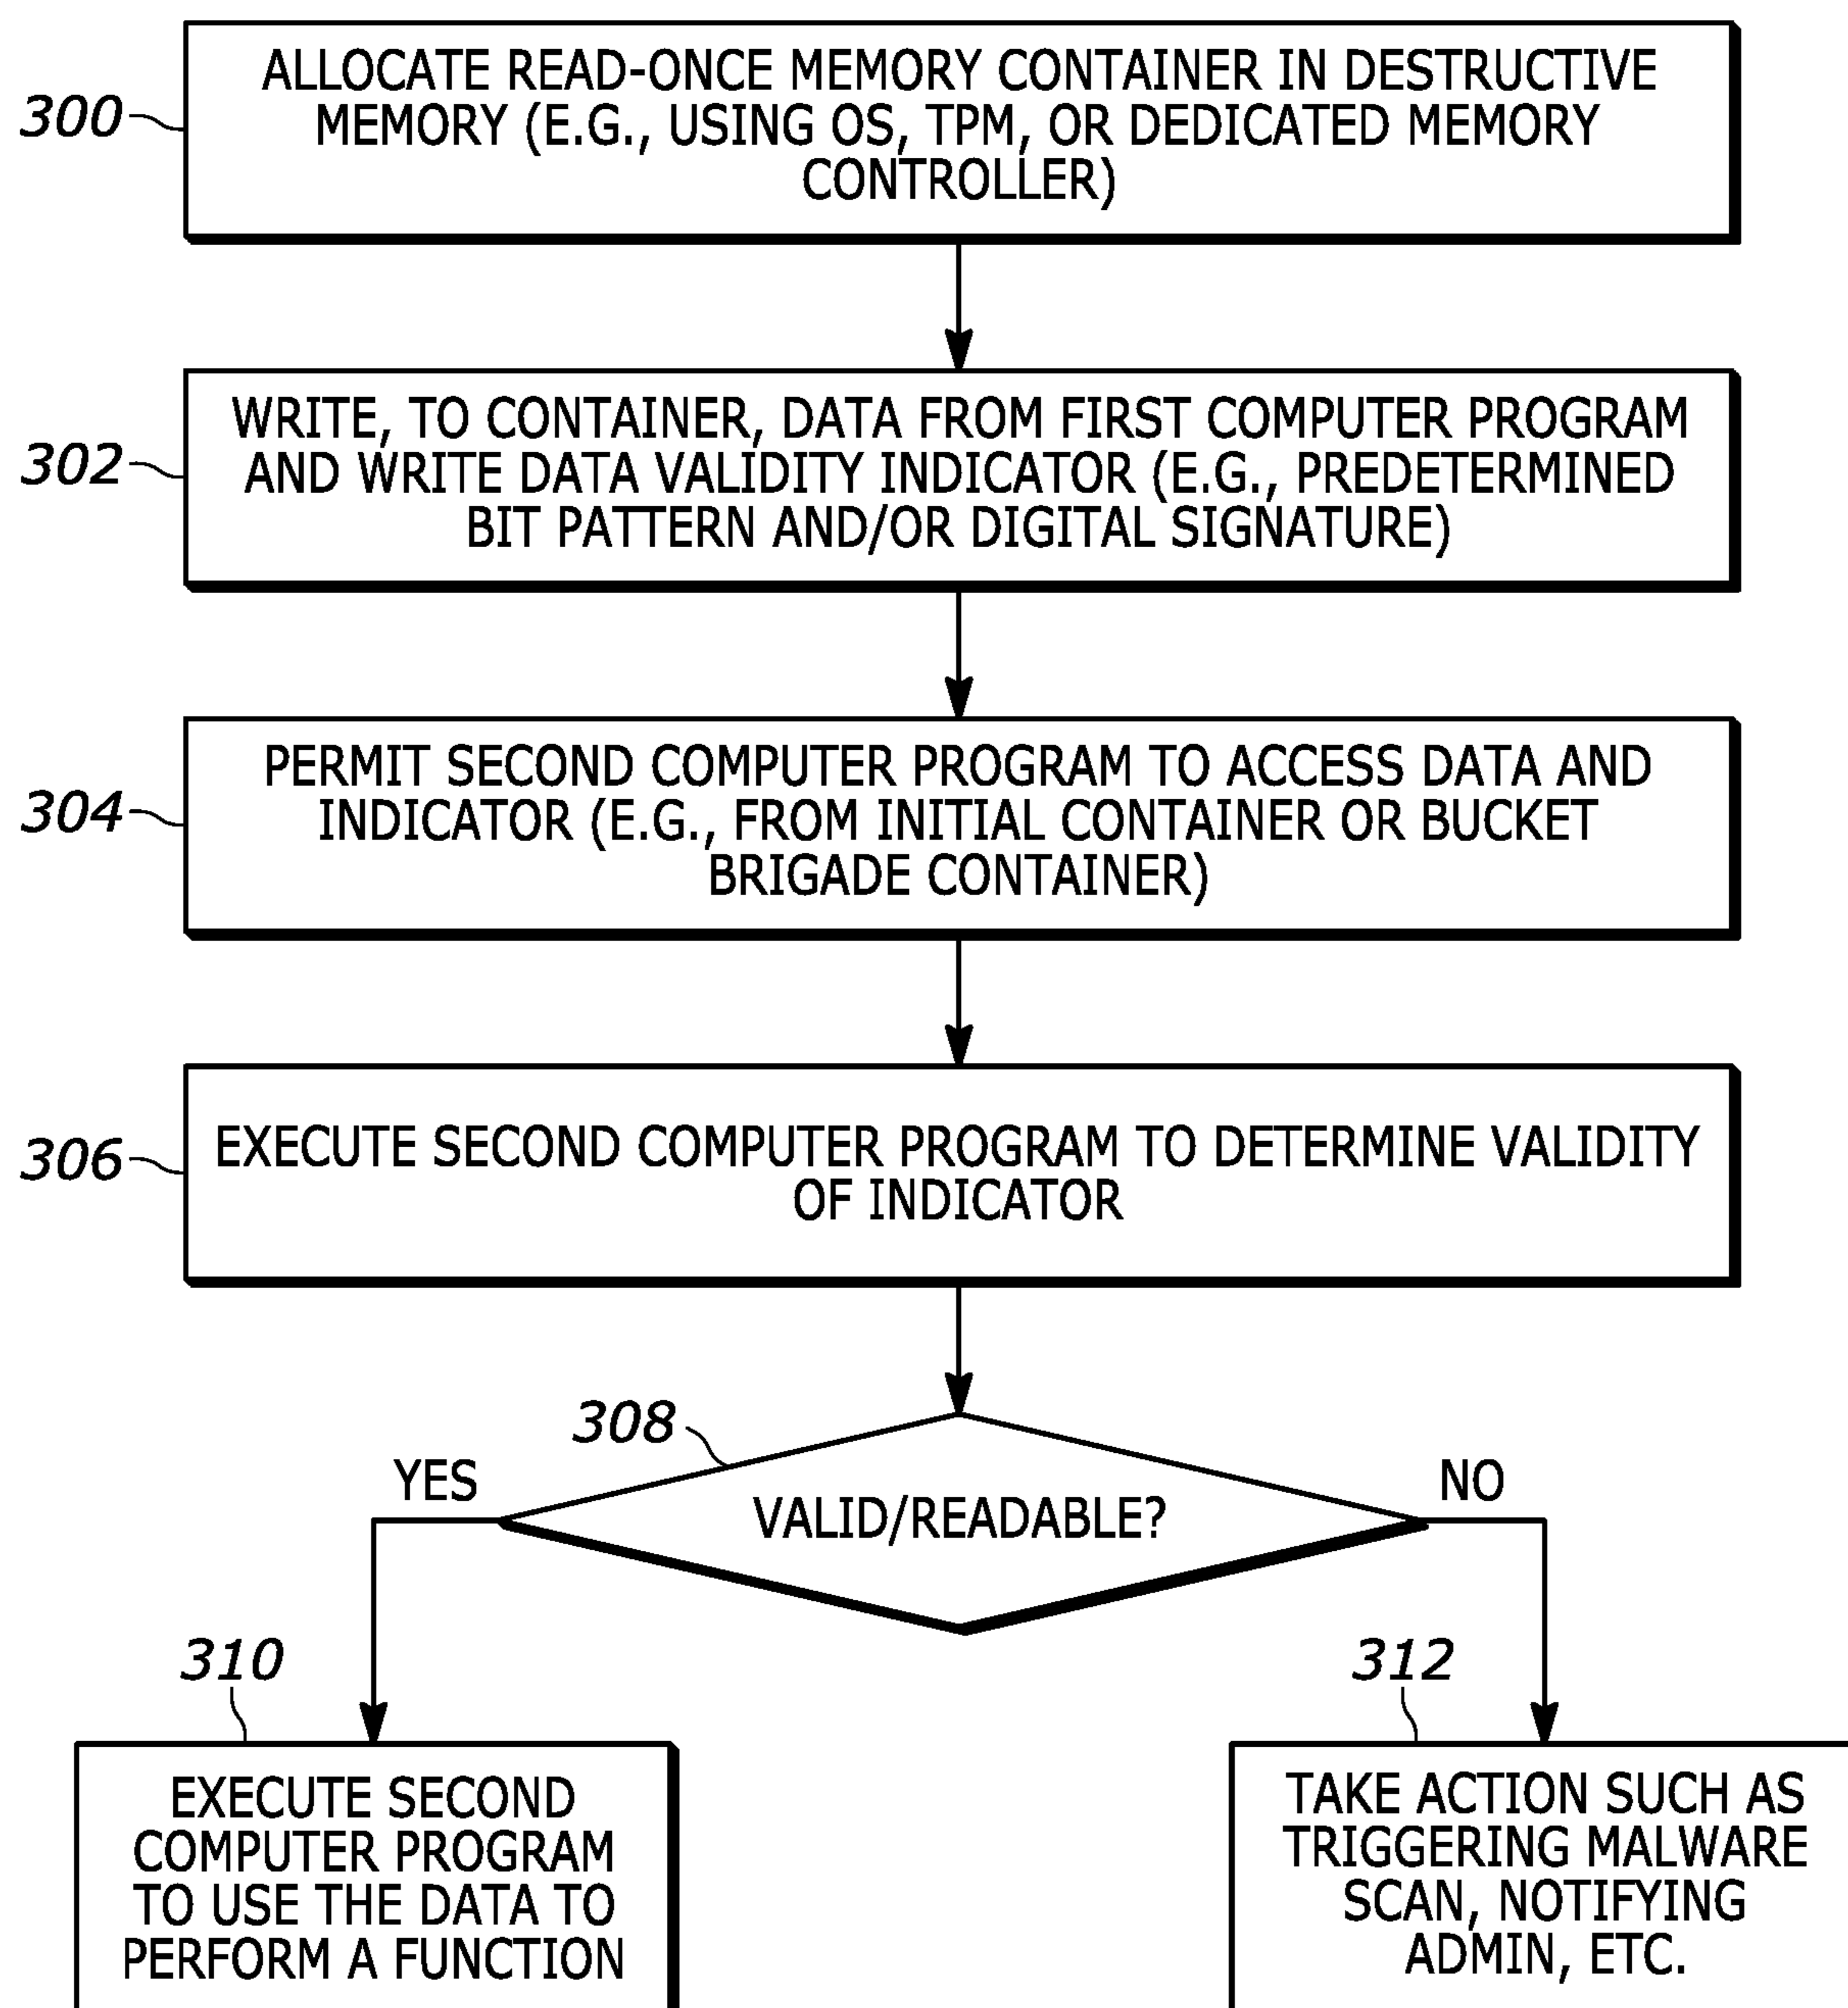 300
ALLOCATE READ-ONCE MEMORY CONTAINER IN DESTRUCTIVE
MEMORY (E.G., USING OS, TPM, OR DEDICATED MEMORY
CONTROLLER)
302
WRITE, TO CONTAINER, DATA FROM FIRST COMPUTER PROGRAM
AND WRITE DATA VALIDITY INDICATOR (E.G., PREDETERMINED
BIT PATTERN AND/OR DIGITAL SIGNATURE)
304
PERMIT SECOND COMPUTER PROGRAM TO ACCESS DATA AND
INDICATOR (E.G., FROM INITIAL CONTAINER OR BUCKET
BRIGADE CONTAINER)
306
EXECUTE SECOND COMPUTER PROGRAM TO DETERMINE VALIDITY
OF INDICATOR
308
YES
VALID/READABLE?
NO
310
EXECUTE SECOND
COMPUTER PROGRAM
TO USE THE DATA TO
PERFORM A FUNCTION
312
TAKE ACTION SUCH AS
TRIGGERING MALWARE
SCAN, NOTIFYING
ADMIN, ETC.